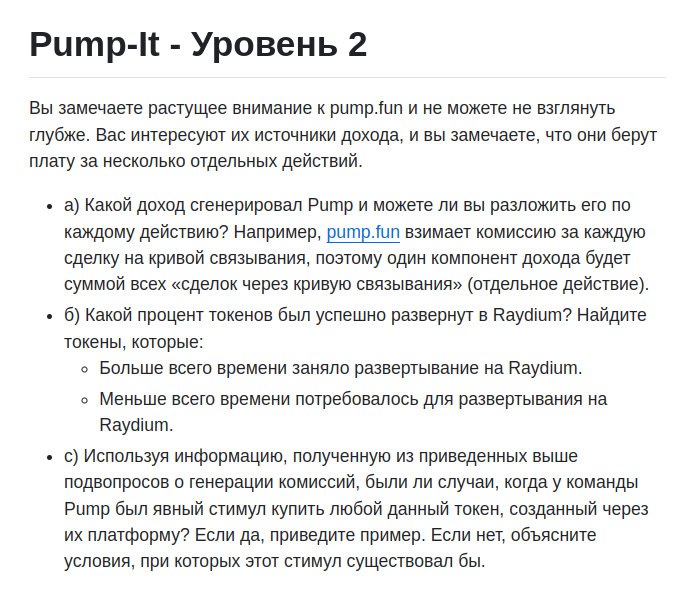 Pump-It - Уровень 2
Вы замечаете растущее внимание к pump.fun и не можете не взглянуть
глубже. Вас интересуют их источники дохода, и вы замечаете, что они берут
плату за несколько отдельных действий.
• а) Какой доход сгенерировал Pump и можете ли вы разложить его по
каждому действию? Например, pump.fun взимает комиссию за каждую
сделку на кривой связывания, поэтому один компонент дохода будет
суммой всех «сделок через кривую связывания» (отдельное действие).
• б) Какой процент токенов был успешно развернут в Raydium? Найдите
токены, которые:
◦ Больше всего времени заняло развертывание на Raydium.
◦ Меньше всего времени потребовалось для развертывания на
Raydium.
• с) Используя информацию, полученную из приведенных выше
подвопросов о генерации комиссий, были ли случаи, когда у команды
Pump был явный стимул купить любой данный токен, созданный через
их платформу? Если да, приведите пример. Если нет, объясните
условия, при которых этот стимул существовал бы.